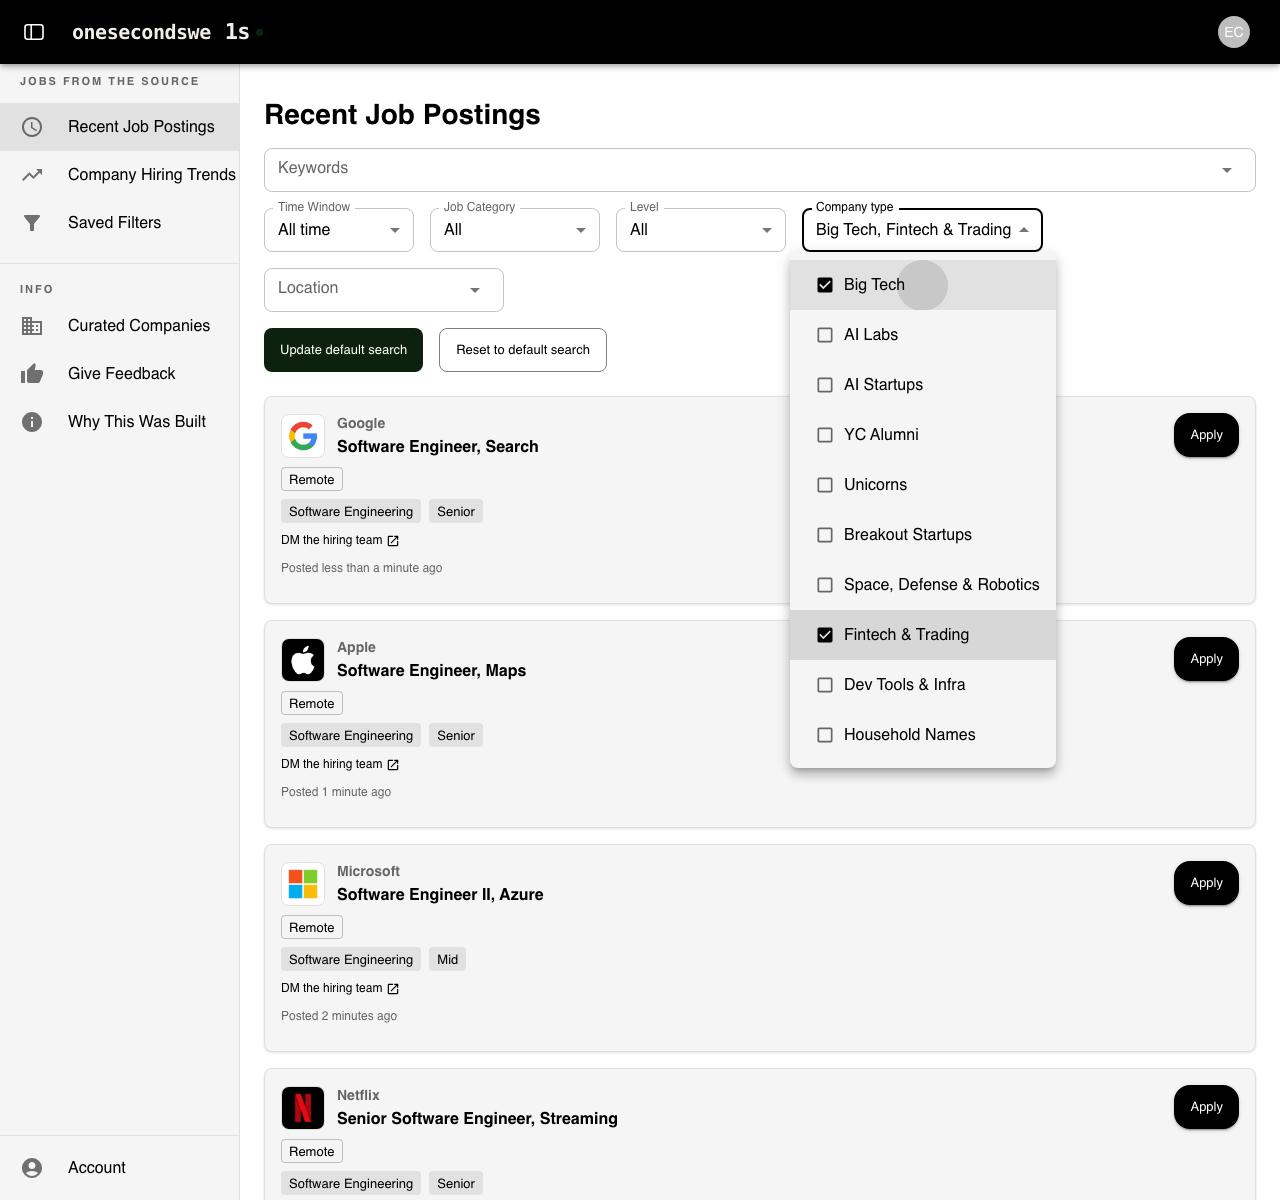 onesecondswe 1s
EC
JOBS FROM THE SOURCE
Recent Job Postings
Company Hiring Trends
Saved Filters
INFO
Curated Companies
Give Feedback
Why This Was Built
Account
Recent Job Postings
Keywords
Time Window
All time
Job Category
All
Level
All
Company type
Big Tech, Fintech & Trading
Location
Update default search
Reset to default search
Big Tech
AI Labs
AI Startups
YC Alumni
Unicorns
Breakout Startups
Space, Defense & Robotics
Fintech & Trading
Dev Tools & Infra
Household Names
Google
Software Engineer, Search
Apply
Remote
Software Engineering Senior
DM the hiring team
Posted less than a minute ago
Apple
Software Engineer, Maps
Apply
Remote
Software Engineering Senior
DM the hiring team
Posted 1 minute ago
Microsoft
Software Engineer II, Azure
Apply
Remote
Software Engineering Mid
DM the hiring team
Posted 2 minutes ago
Netflix
Senior Software Engineer, Streaming
Apply
Remote
Software Engineering Senior